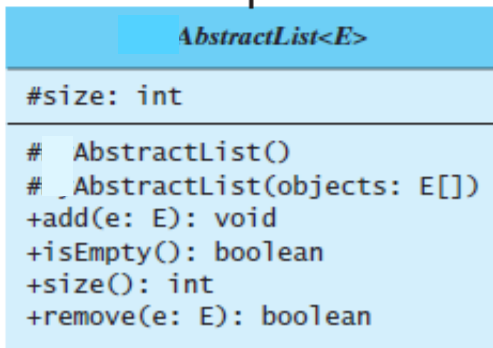 AbstractList<E>
#size: int
# AbstractList()
# AbstractList(objects: E[])
+add(e: E): void
+isEmpty(): boolean
+size(): int
+remove(e: E): boolean